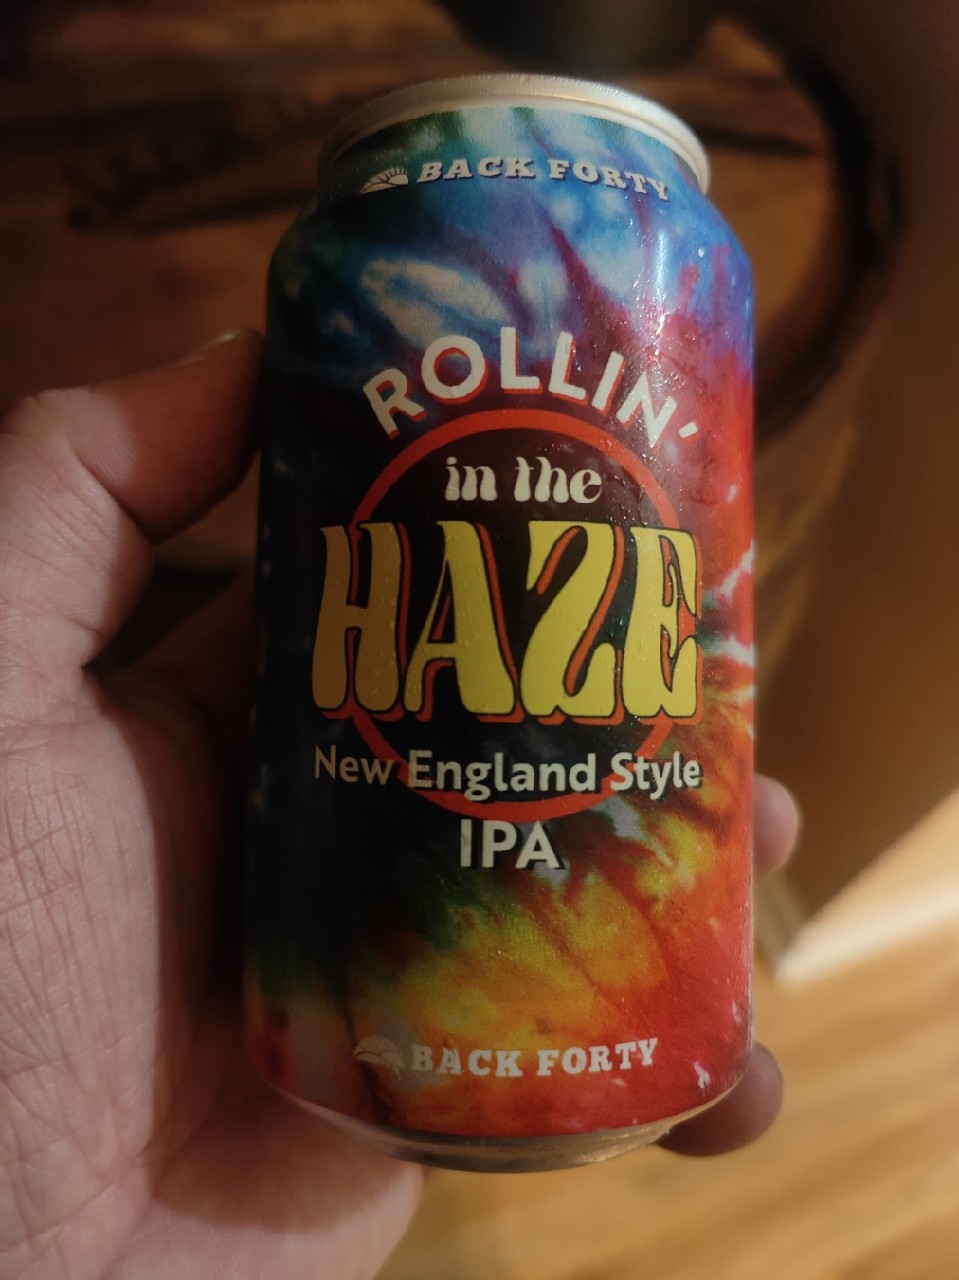 BACK FORTY
ROLLIN'
in the
HAZE
New England Style
IPA
BACK FORTY